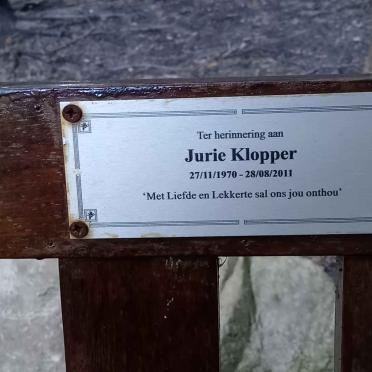 Ter herinnering aan
Jurie Klopper
27/11/1970 - 28/08/2011
‘Met Liefde en Lekkerte sal ons jou onthou’